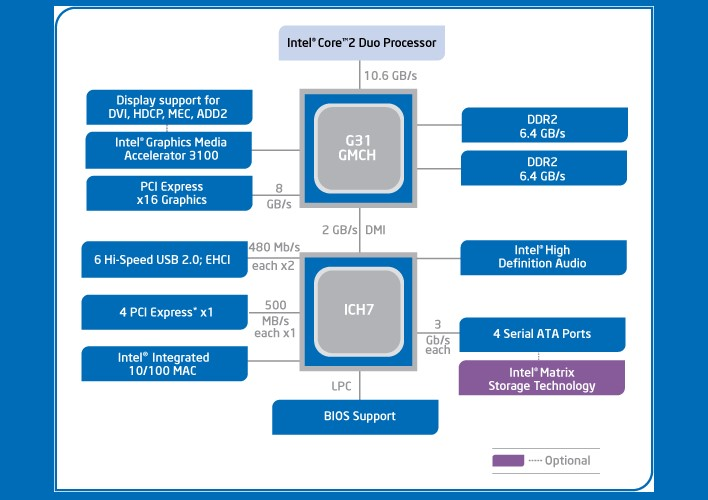 Intel® Core™2 Duo Processor
10.6 GB/s
Display support for
DVI, HDCP, MEC, ADD2
Intel® Graphics Media
Accelerator 3100
PCI Express
x16 Graphics
8
GB/s
G31
GMCH
DDR2
6.4 GB/s
DDR2
6.4 GB/s
2 GB/s DMI
6 Hi-Speed USB 2.0; EHCI
480 Mb/s
each x2
4 PCI Express* x1
500
MB/s
each x1
Intel® Integrated
10/100 MAC
ICH7
Intel® High
Definition Audio
3
Gb/s
each
4 Serial ATA Ports
Intel® Matrix
Storage Technology
LPC
BIOS Support
Optional